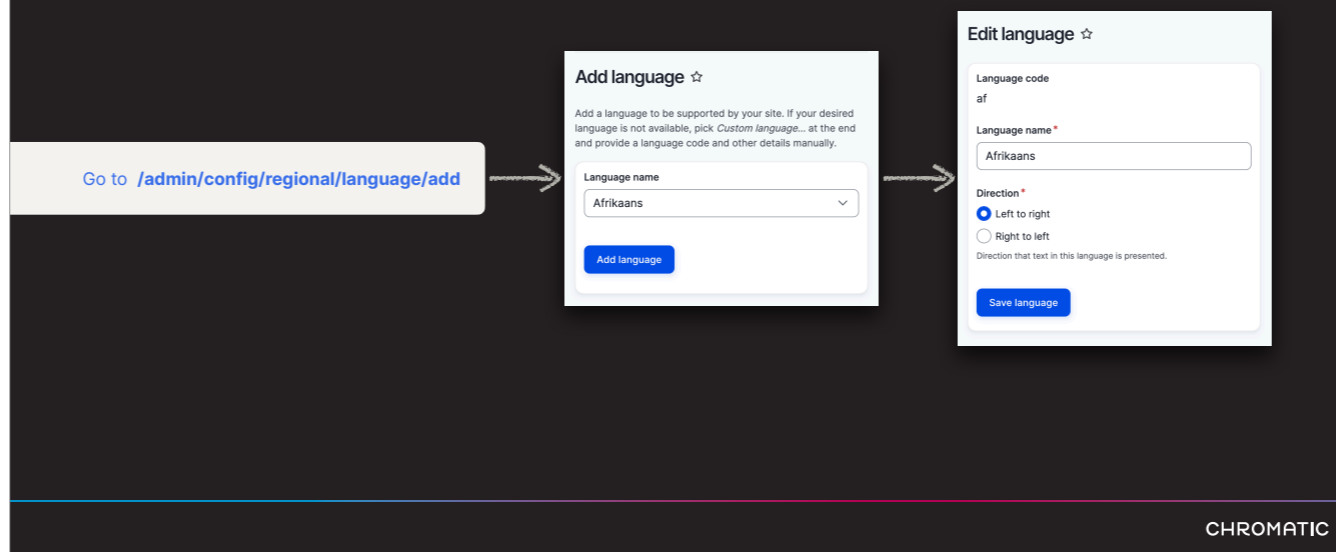 Go to /admin/config/regional/language/add
Add language
Add a language to be supported by your site. If your desired
language is not available, pick Custom language... at the end
and provide a language code and other details manually.
Language name
Afrikaans
Add language
Edit language
Language code
af
Language name*
Afrikaans
Direction*
Left to right
Right to left
Direction that text in this language is presented.
Save language
CHROMATIC